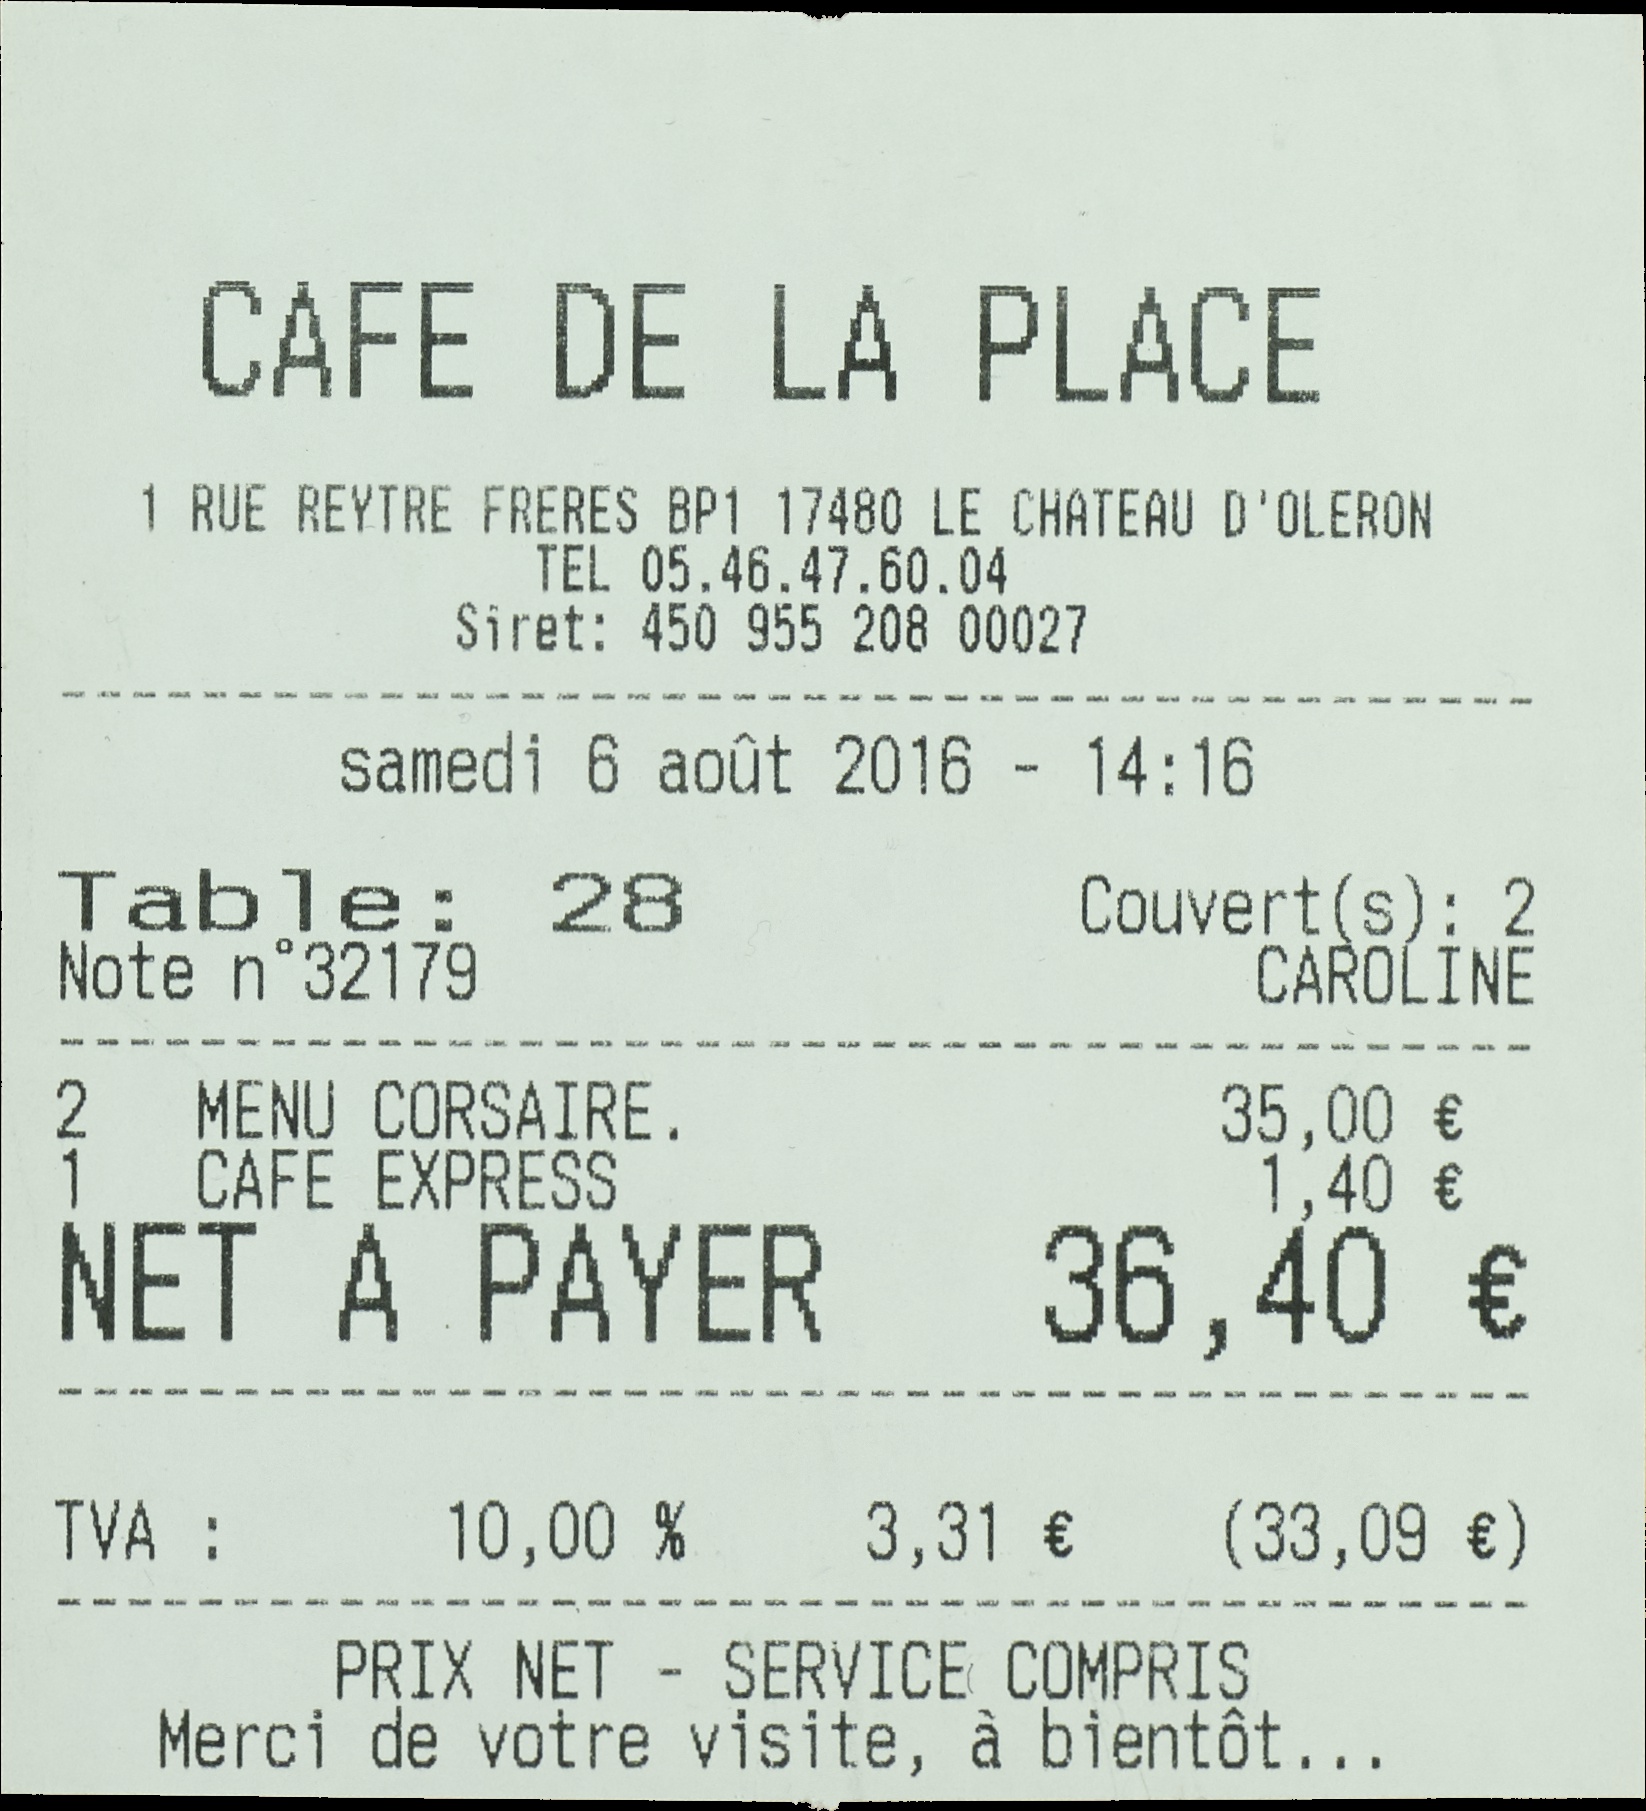 CAFE DE LA PLACE
1 RUE REYTRE FRERES BP1 17480 LE CHATEAU D'OLERON
TEL 05.46.47.60.04
Siret: 450 955 208 00027
samedi 6 août 2016 - 14:16
Table: 28 Couvert(s): 2
Note n°32179 CAROLINE
2 MENU CORSAIRE. 35,00 €
1 CAFE EXPRESS 1,40 €
NET A PAYER 36,40 €
TVA : 10,00 % 3,31 € (33,09 €)
PRIX NET - SERVICE COMPRIS
Merci de votre visite, à bientôt...